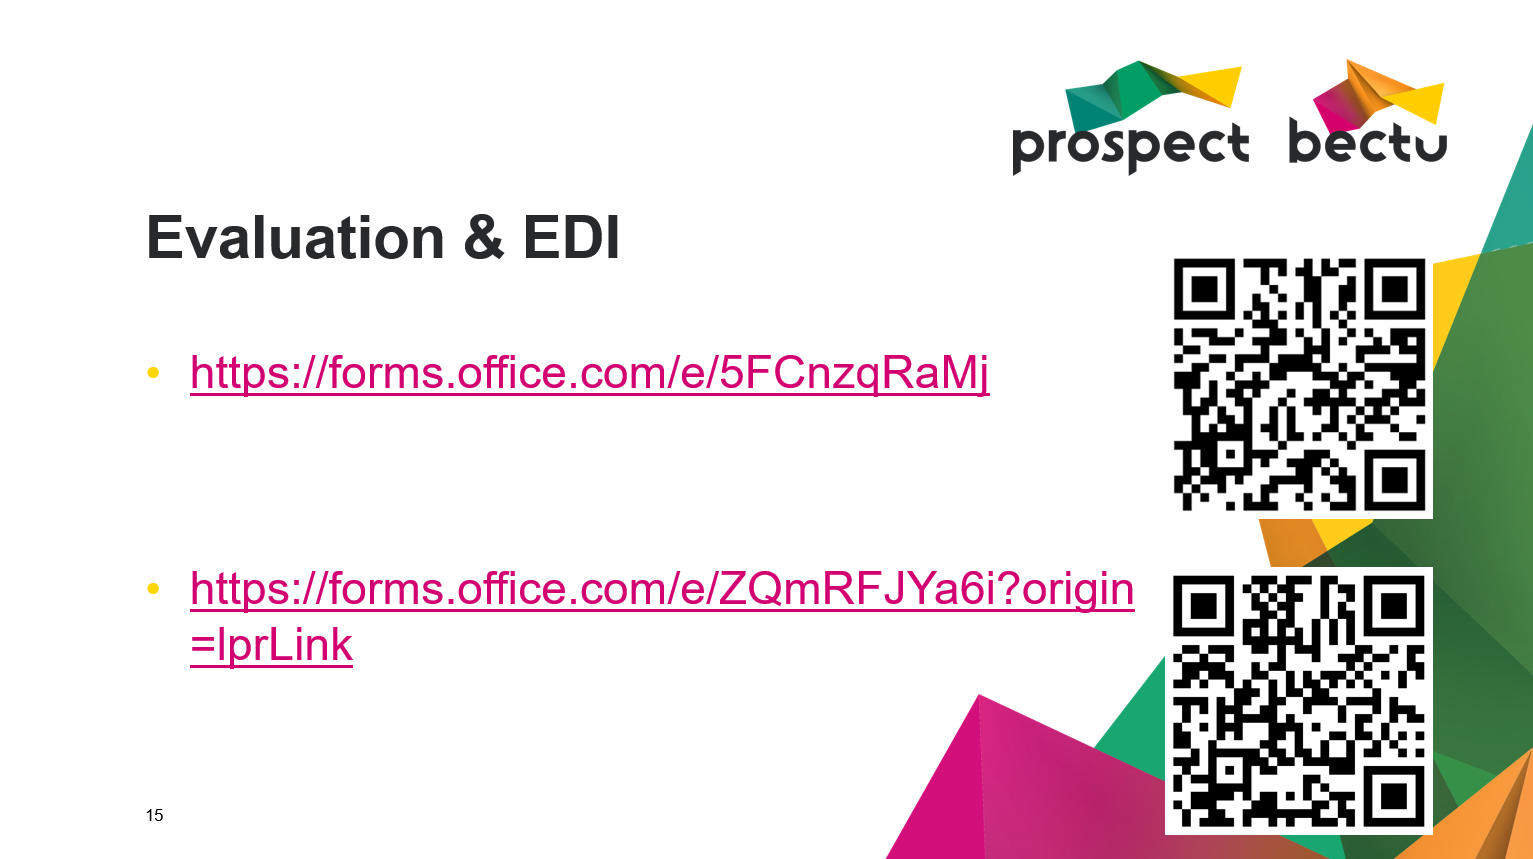 prospect bectu
Evaluation & EDI
• https://forms.office.com/e/5FCnzqRaMj
• https://forms.office.com/e/ZQmRFJYa6i?origin
=lprLink
15